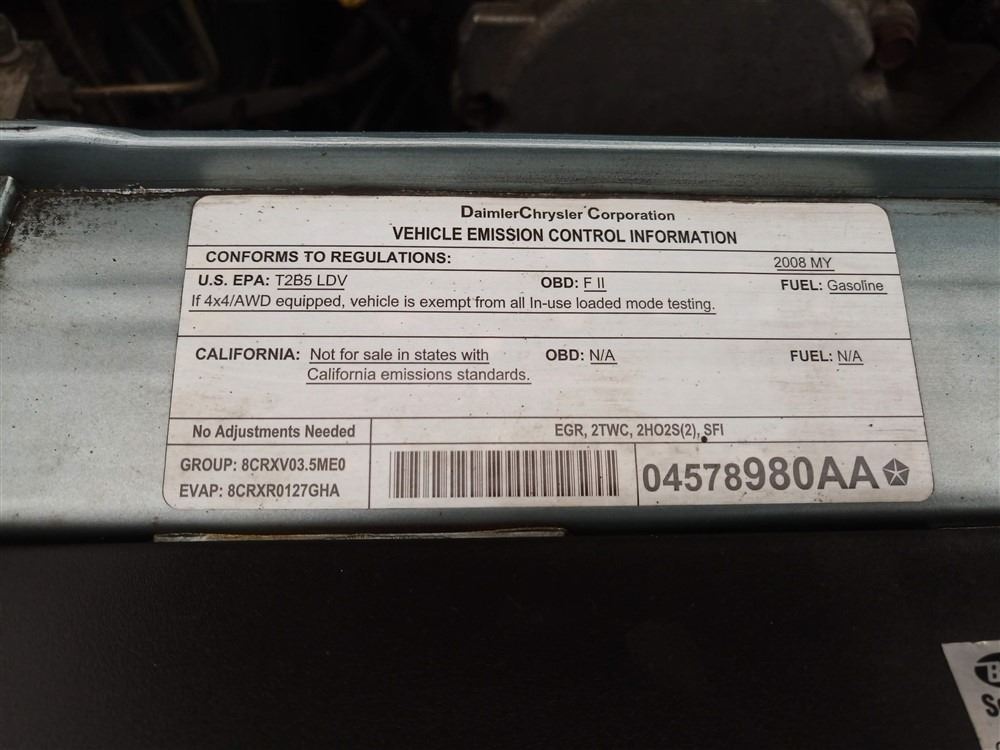 DaimlerChrysler Corporation
VEHICLE EMISSION CONTROL INFORMATION
CONFORMS TO REGULATIONS: 2008 MY
U.S. EPA: T2B5 LDV OBD: F II FUEL: Gasoline
If 4x4/AWD equipped, vehicle is exempt from all In-use loaded mode testing.
CALIFORNIA: Not for sale in states with OBD: N/A FUEL: N/A
California emissions standards.
No Adjustments Needed EGR, 2TWC, 2HO2S(2), SFI
GROUP: 8CRXV03.5ME0
EVAP: 8CRXR0127GHA
04578980AA